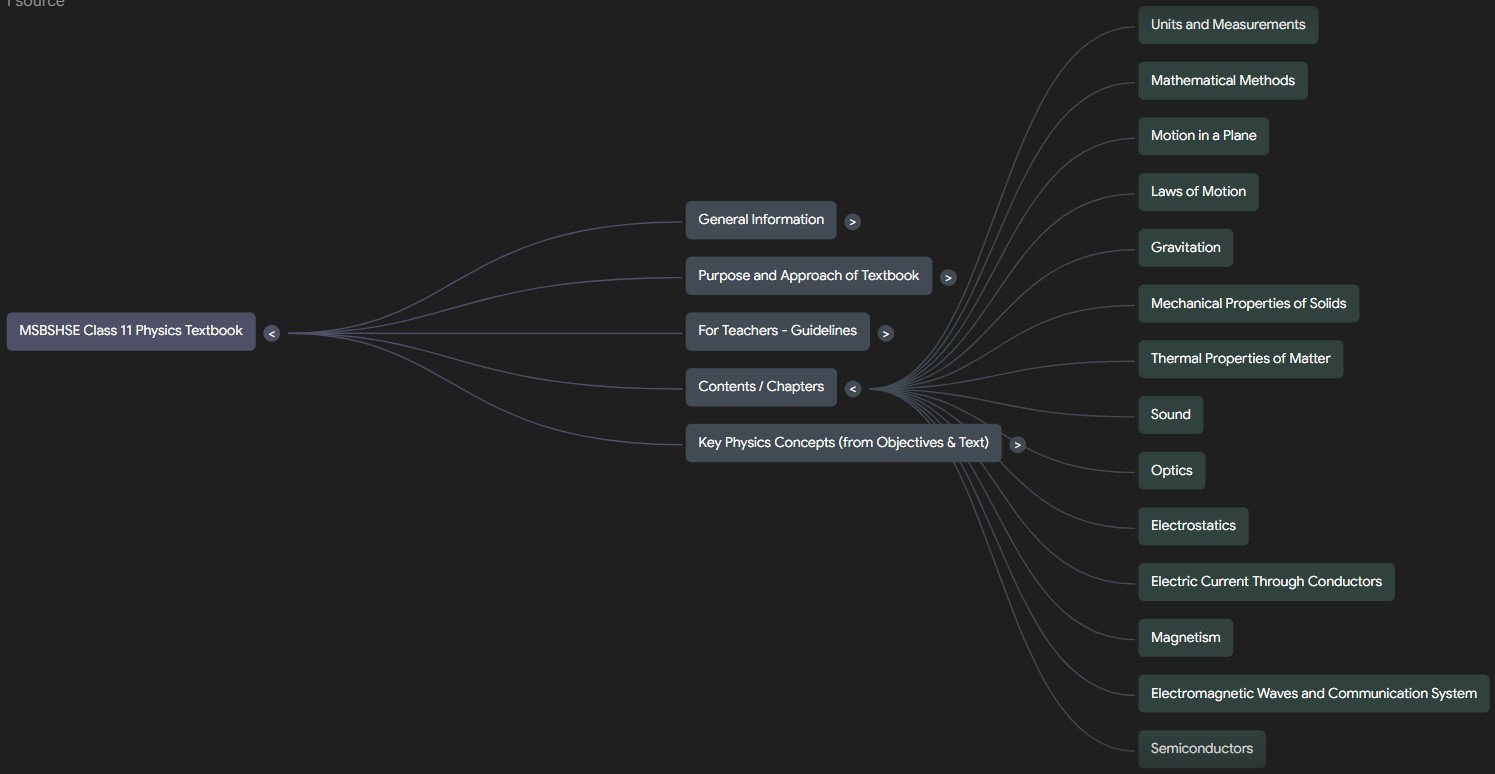 1 source
MSBSHSE Class 11 Physics Textbook
<
General Information
>
Purpose and Approach of Textbook
>
For Teachers - Guidelines
>
Contents / Chapters
<
Key Physics Concepts (from Objectives & Text)
>
Units and Measurements
Mathematical Methods
Motion in a Plane
Laws of Motion
Gravitation
Mechanical Properties of Solids
Thermal Properties of Matter
Sound
Optics
Electrostatics
Electric Current Through Conductors
Magnetism
Electromagnetic Waves and Communication System
Semiconductors